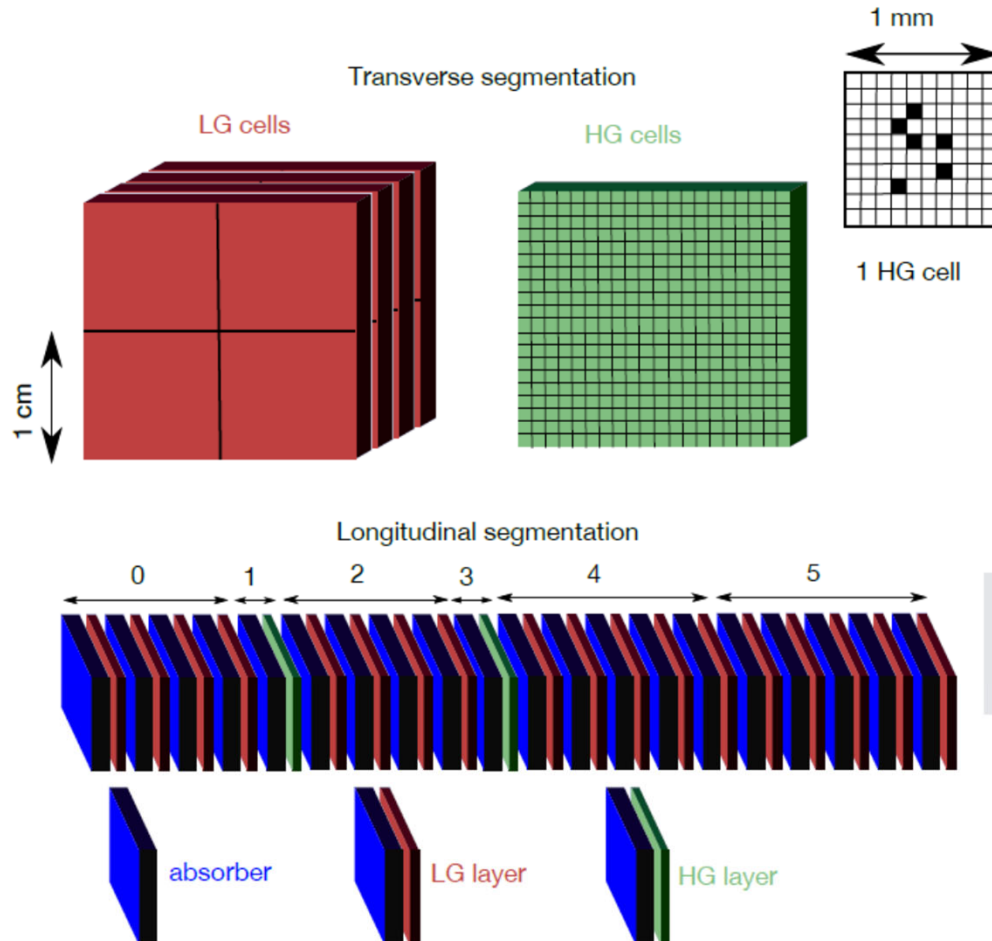 1 mm
Transverse segmentation
LG cells
HG cells
1 HG cell
1 cm
Longitudinal segmentation
0 1 2 3 4 5
absorber
LG layer
HG layer